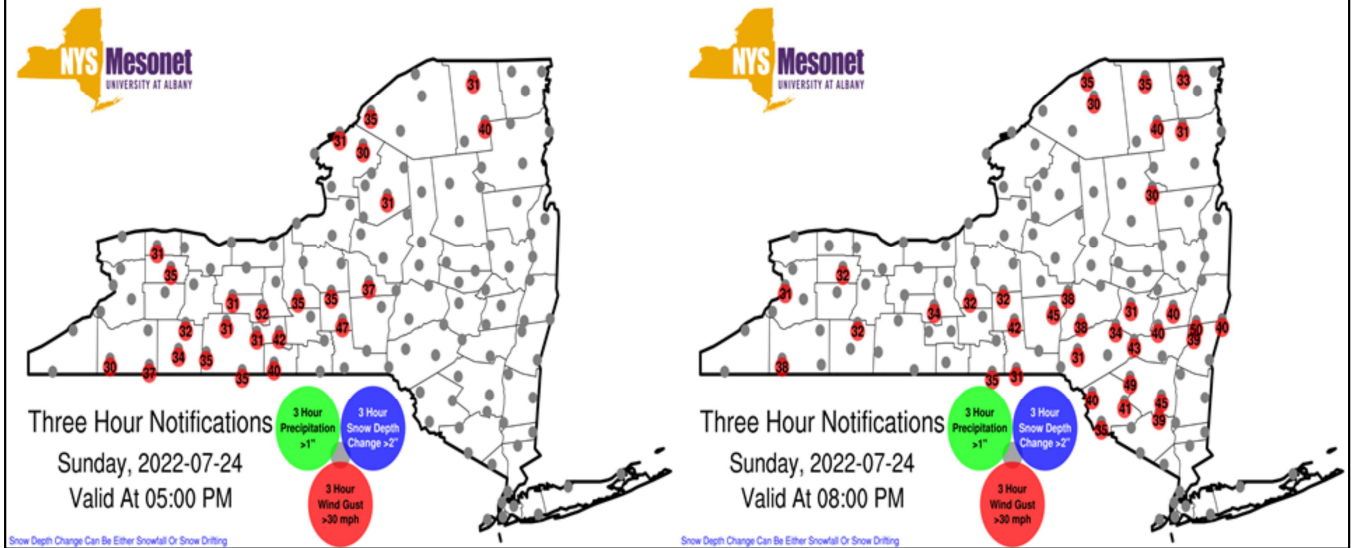 NYS Mesonet
UNIVERSITY AT ALBANY
31
35
40
31
30
31
31
35
37
31
35
35
32
47
32
31
31
42
34
35
30
37
35
40
Three Hour Notifications
Sunday, 2022-07-24
Valid At 05:00 PM
3 Hour
Precipitation
>1"
3 Hour
Snow Depth
Change >2"
3 Hour
Wind Gust
>30 mph
Snow Depth Change Can Be Either Snowfall Or Snow Drifting
NYS Mesonet
UNIVERSITY AT ALBANY
35
35
33
30
40
31
30
32
31
38
32
32
34
45
31
40
32
42
38
34
40
50
40
39
43
31
38
35
31
49
40
41
45
39
35
Three Hour Notifications
Sunday, 2022-07-24
Valid At 08:00 PM
3 Hour
Precipitation
>1"
3 Hour
Snow Depth
Change >2"
3 Hour
Wind Gust
>30 mph
Snow Depth Change Can Be Either Snowfall Or Snow Drifting